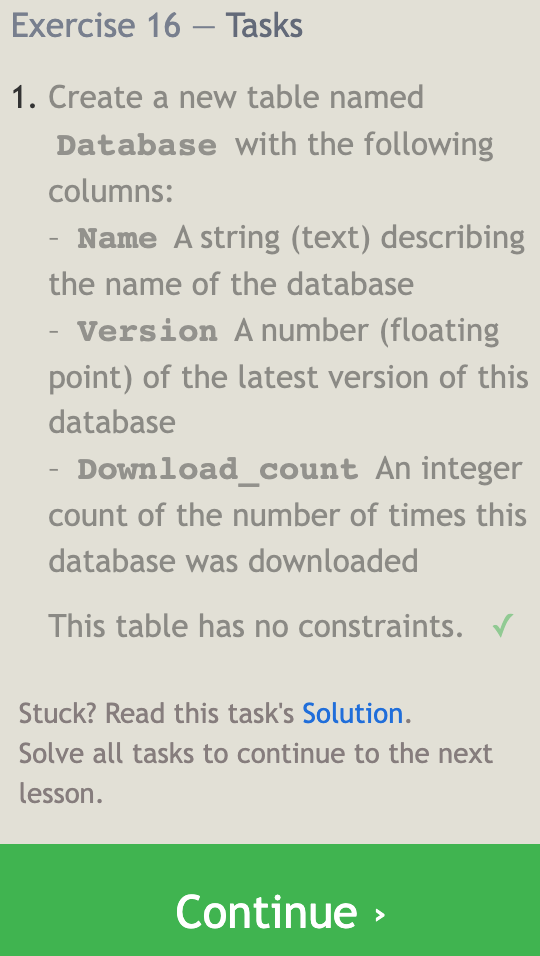 Exercise 16 — Tasks
1. Create a new table named
Database with the following
columns:
– Name A string (text) describing
the name of the database
– Version A number (floating
point) of the latest version of this
database
– Download_count An integer
count of the number of times this
database was downloaded
This table has no constraints. ✓
Stuck? Read this task's Solution.
Solve all tasks to continue to the next
lesson.
Continue ›